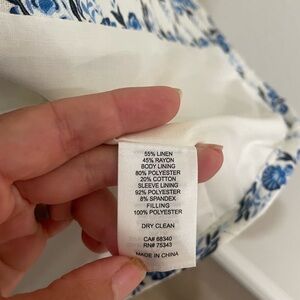 55% LINEN
45% RAYON
BODY LINING
80% POLYESTER
20% COTTON
SLEEVE LINING
92% POLYESTER
8% SPANDEX
FILLING
100% POLYESTER
DRY CLEAN
CA# 68340
RN# 75343
MADE IN CHINA